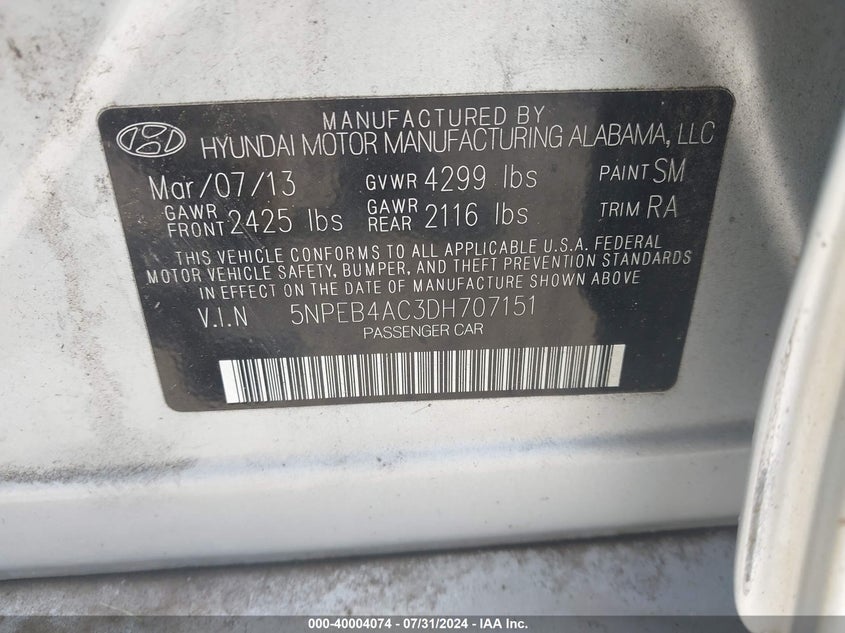 MANUFACTURED BY
HYUNDAI MOTOR MANUFACTURING ALABAMA, LLC
Mar/07/13 GVWR 4299 lbs PAINT SM
GAWR FRONT 2425 lbs GAWR REAR 2116 lbs TRIM RA
THIS VEHICLE CONFORMS TO ALL APPLICABLE U.S.A. FEDERAL
MOTOR VEHICLE SAFETY, BUMPER, AND THEFT PREVENTION STANDARDS
IN EFFECT ON THE DATE OF MANUFACTURE SHOWN ABOVE
V.I.N 5NPEB4AC3DH707151
PASSENGER CAR
000-40004074 - 07/31/2024 - IAA Inc.